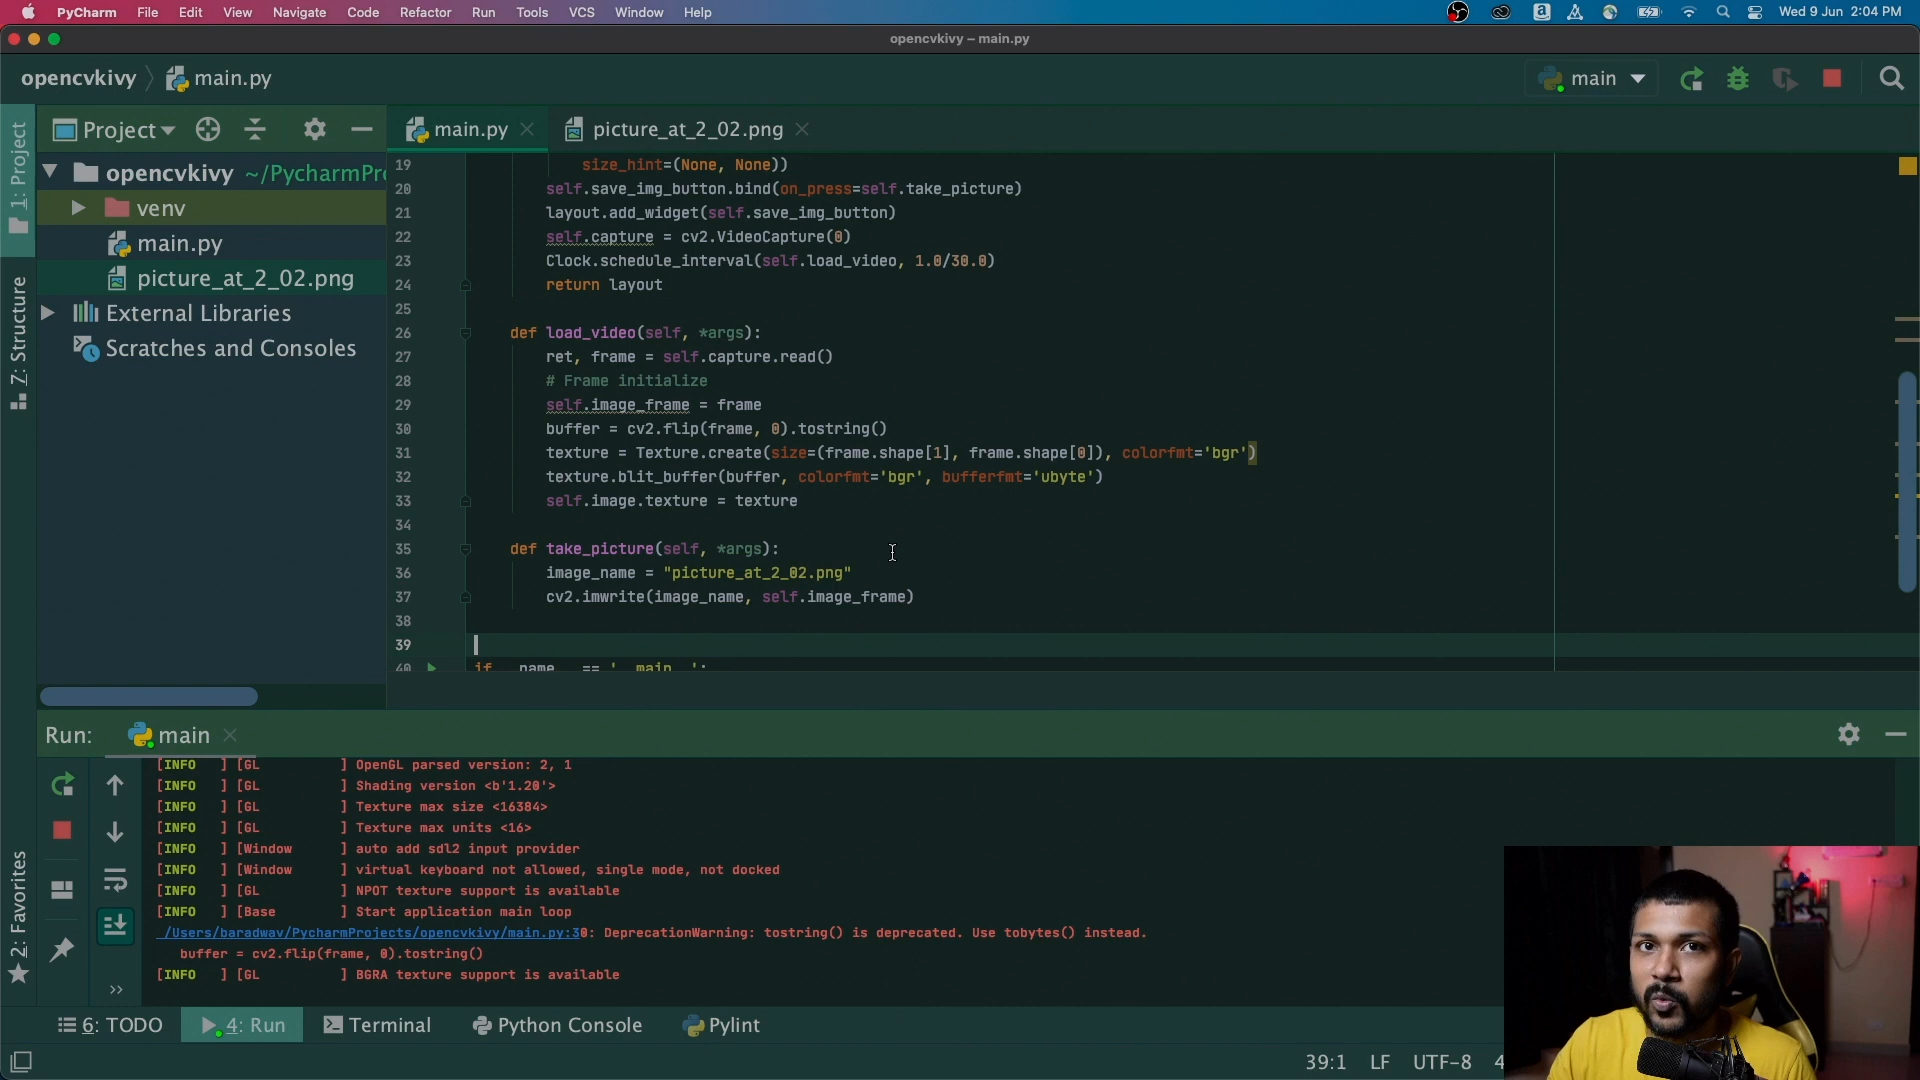 PyCharm File Edit View Navigate Code Refactor Run Tools VCS Window Help Wed 9 Jun 2:04 PM
opencvkivy – main.py
opencvkivy main.py main
1: Project
Project
opencvkivy ~/PycharmPr
venv
main.py
picture_at_2_02.png
External Libraries
Scratches and Consoles
Z: Structure
2: Favorites
main.py picture_at_2_02.png
19 size_hint=(None, None))
20 self.save_img_button.bind(on_press=self.take_picture)
21 layout.add_widget(self.save_img_button)
22 self.capture = cv2.VideoCapture(0)
23 Clock.schedule_interval(self.load_video, 1.0/30.0)
24 return layout
25
26 def load_video(self, *args):
27 ret, frame = self.capture.read()
28 # Frame initialize
29 self.image_frame = frame
30 buffer = cv2.flip(frame, 0).tostring()
31 texture = Texture.create(size=(frame.shape[1], frame.shape[0]), colorfmt='bgr')
32 texture.blit_buffer(buffer, colorfmt='bgr', bufferfmt='ubyte')
33 self.image.texture = texture
34
35 def take_picture(self, *args):
36 image_name = "picture_at_2_02.png"
37 cv2.imwrite(image_name, self.image_frame)
38
39
40 if __name__ == '__main__':
Run: main
[INFO ] [GL ] OpenGL parsed version: 2, 1
[INFO ] [GL ] Shading version <b'1.20'>
[INFO ] [GL ] Texture max size <16384>
[INFO ] [GL ] Texture max units <16>
[INFO ] [Window ] auto add sdl2 input provider
[INFO ] [Window ] virtual keyboard not allowed, single mode, not docked
[INFO ] [GL ] NPOT texture support is available
[INFO ] [Base ] Start application main loop
/Users/baradwav/PycharmProjects/opencvkivy/main.py:30: DeprecationWarning: tostring() is deprecated. Use tobytes() instead.
buffer = cv2.flip(frame, 0).tostring()
[INFO ] [GL ] BGRA texture support is available
6: TODO 4: Run Terminal Python Console Pylint
39:1 LF UTF-8 4